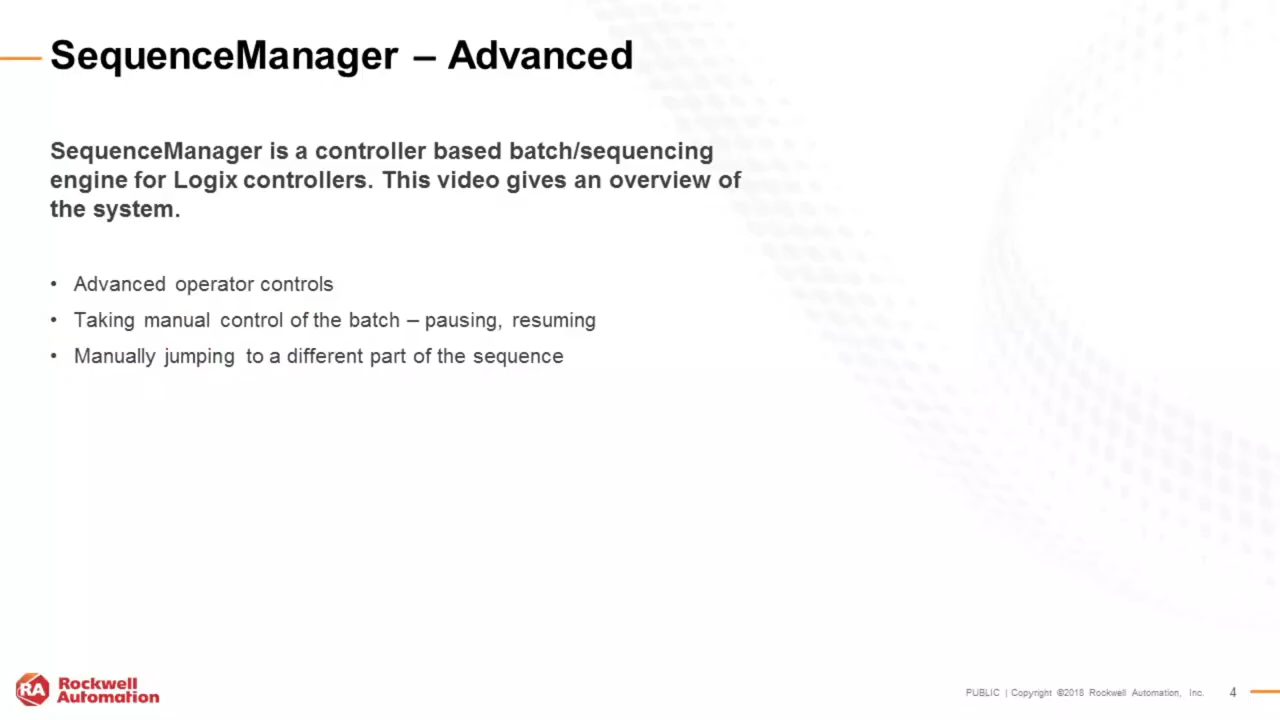 SequenceManager – Advanced
SequenceManager is a controller based batch/sequencing
engine for Logix controllers. This video gives an overview of
the system.
• Advanced operator controls
• Taking manual control of the batch – pausing, resuming
• Manually jumping to a different part of the sequence
RA
Rockwell
Automation
PUBLIC | Copyright ©2018 Rockwell Automation, Inc. 4